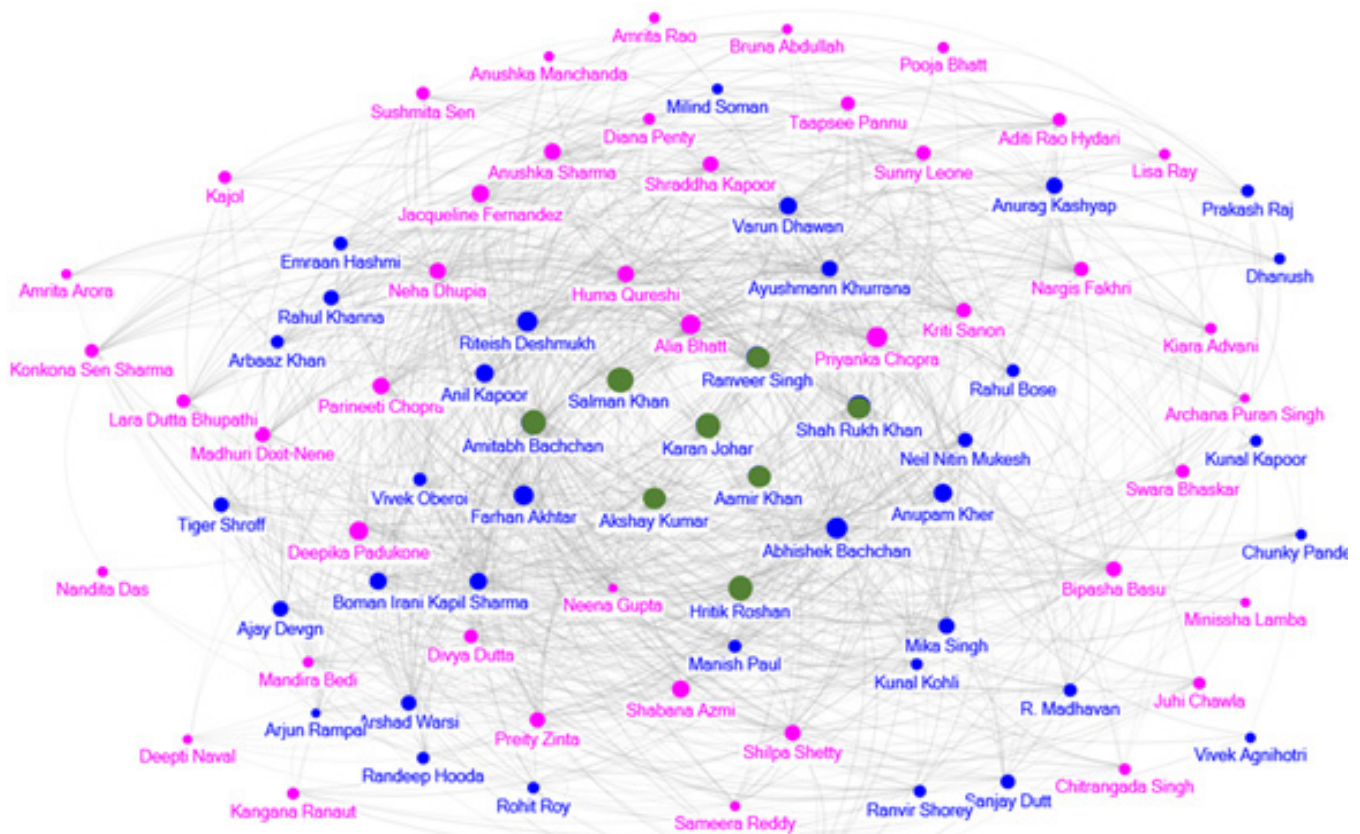 Amrita Rao
Bruna Abdullah
Pooja Bhatt
Anushka Manchanda
Sushmita Sen
Milind Soman
Taapsee Pannu
Diana Penty
Aditi Rao Hydari
Anushka Sharma
Shraddha Kapoor
Sunny Leone
Lisa Ray
Kajol
Jacqueline Fernandez
Varun Dhawan
Anurag Kashyap
Prakash Raj
Emraan Hashmi
Dhanush
Amrita Arora
Neha Dhupia
Huma Qureshi
Ayushmann Khurrana
Nargis Fakhri
Rahul Khanna
Riteish Deshmukh
Alia Bhatt
Priyanka Chopra
Kriti Sanon
Kiara Advani
Arbaaz Khan
Konkona Sen Sharma
Ranveer Singh
Rahul Bose
Anil Kapoor
Salman Khan
Parineeti Chopra
Lara Dutta Bhupathi
Archana Puran Singh
Shah Rukh Khan
Amitabh Bachchan
Karan Johar
Madhuri Dixit-Nene
Neil Nitin Mukesh
Kunal Kapoor
Swara Bhaskar
Vivek Oberoi
Aamir Khan
Tiger Shroff
Farhan Akhtar
Akshay Kumar
Anupam Kher
Deepika Padukone
Abhishek Bachchan
Chunky Pande
Nandita Das
Boman Irani
Kapil Sharma
Neena Gupta
Bipasha Basu
Hritik Roshan
Minissha Lamba
Ajay Devgn
Divya Dutta
Mika Singh
Manish Paul
Mandira Bedi
Kunal Kohli
Shabana Azmi
R. Madhavan
Juhi Chawla
Arjun Rampal
Arshad Warsi
Preity Zinta
Shilpa Shetty
Deepti Naval
Vivek Agnihotri
Randeep Hooda
Chitrangada Singh
Kangana Ranaut
Rohit Roy
Ranvir Shorey
Sanjay Dutt
Sameera Reddy